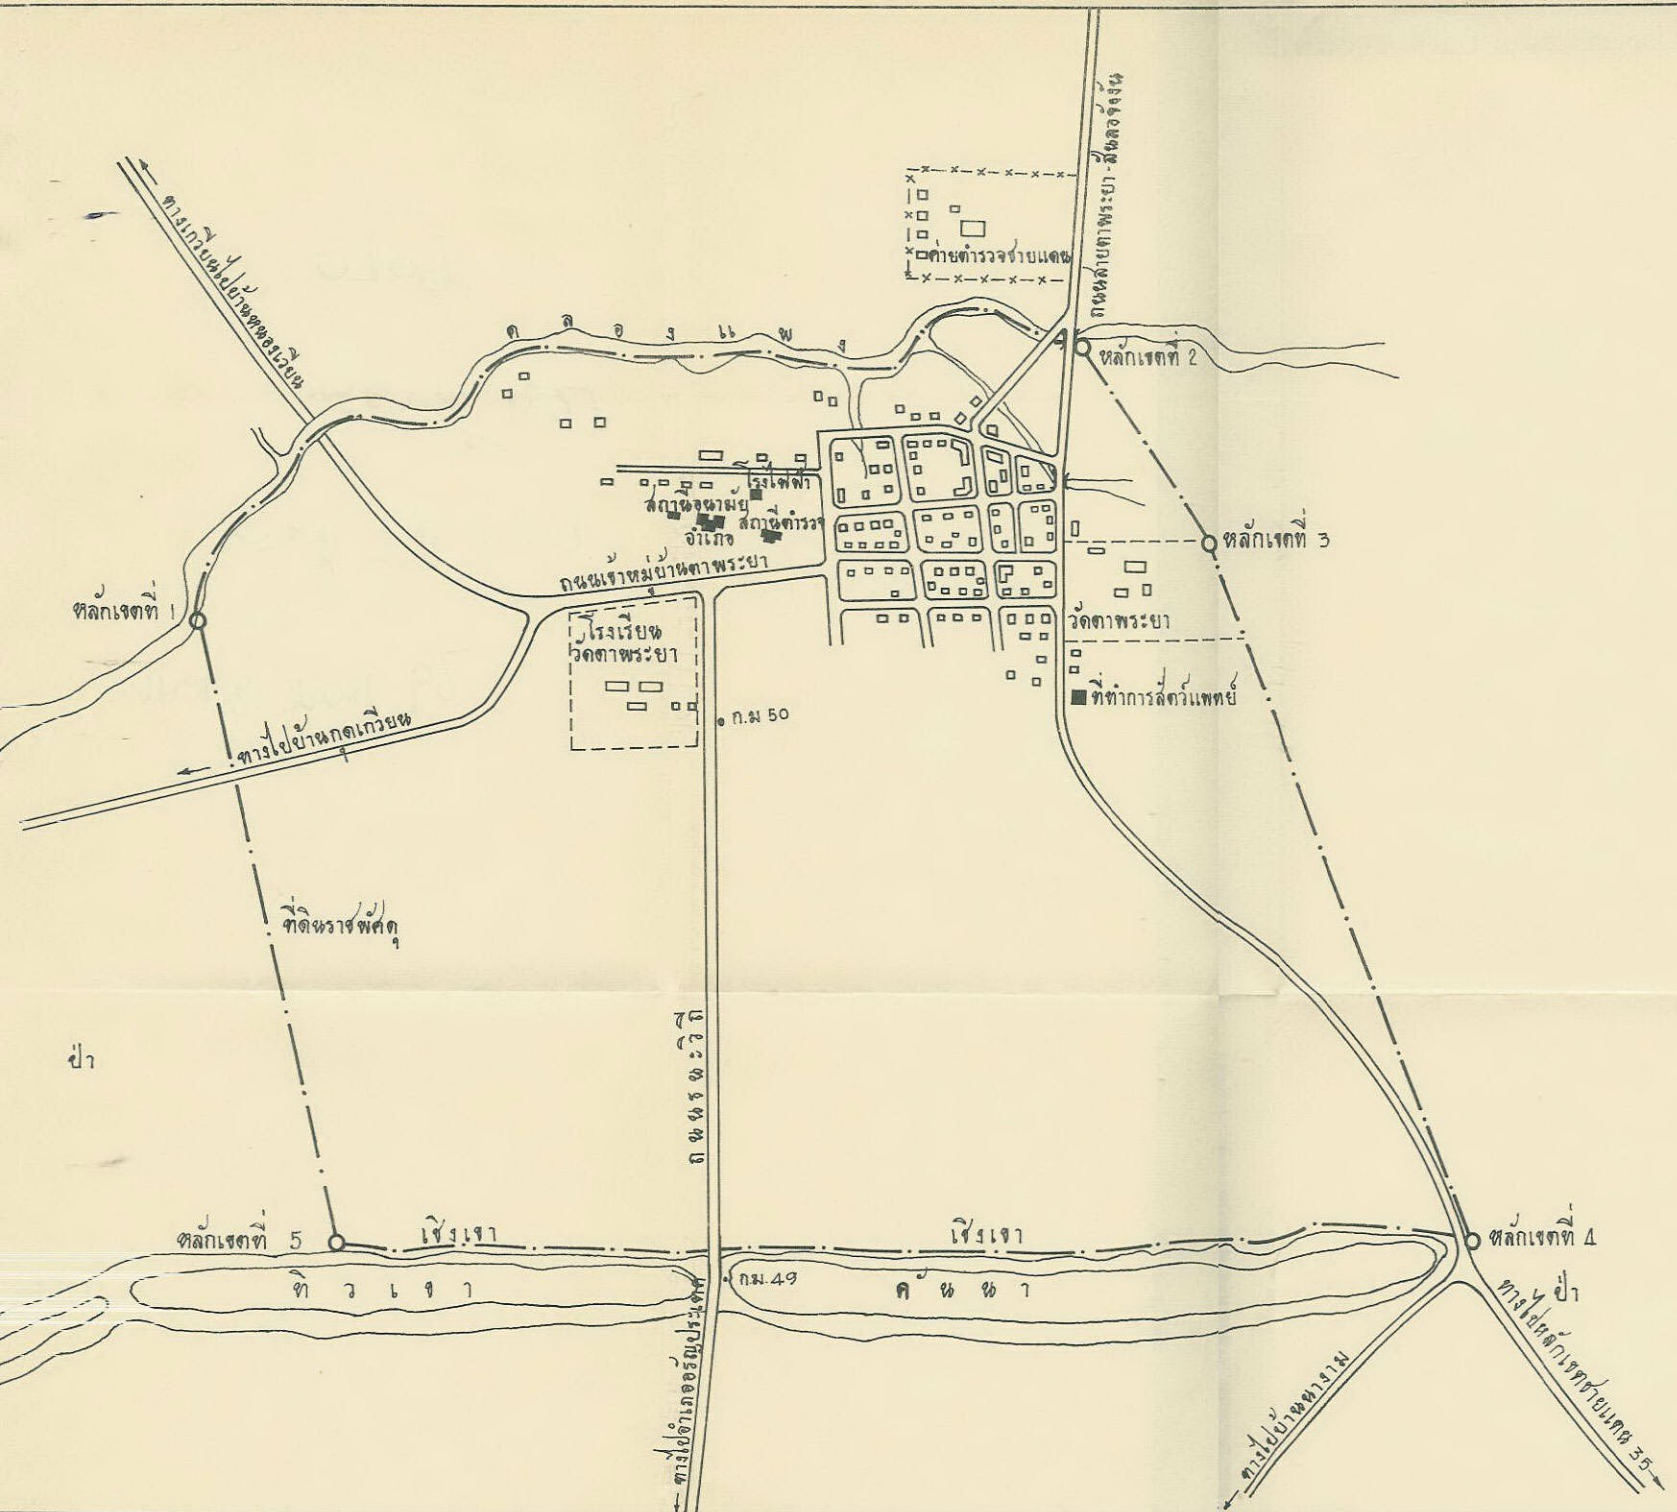 ถนนสายตาพระยา-สันลอจะงัน
ทางเกวียนไปบ้านหนองเวียน
ค่ายตำรวจชายแดน
คลองแพง
หลักเขตที่ 2
โรงไฟฟ้า
สถานีอนามัย
สถานีตำรวจ
อำเภอ
หลักเขตที่ 3
ถนนเข้าหมู่บ้านตาพระยา
หลักเขตที่ 1
โรงเรียน
วัดตาพระยา
วัดตาพระยา
ที่ทำการสัตว์แพทย์
ก.ม 50
ทางไปบ้านกุดเกวียน
ที่ดินราชพัศดุ
ป่า
ถนนธนะวิถี
หลักเขตที่ 5
เชิงเขา
เชิงเขา
หลักเขตที่ 4
ทิวเขา
ก.ม. 49
คันนา
ป่า
ทางไปอำเภออรัญประเทศ
ทางไปบ้านนางาม
ทางไปหลักเขตชายแดน 35